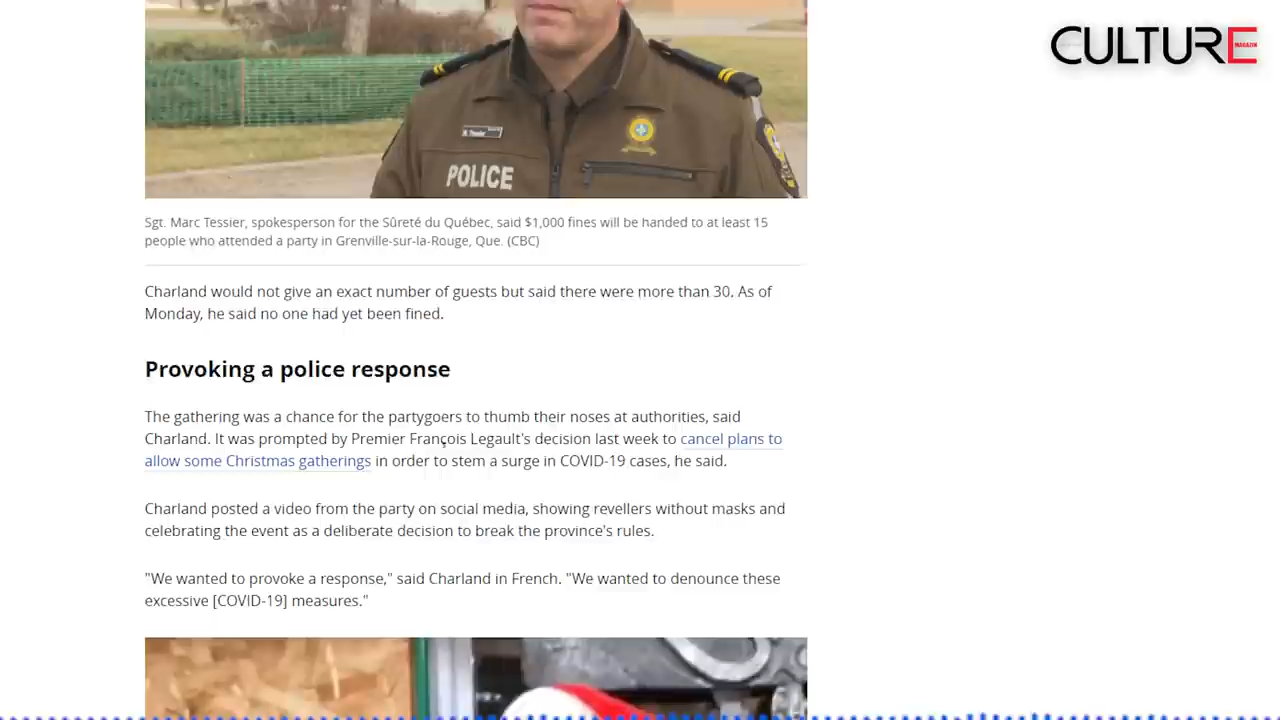 CULTURE
MAGAZIN
POLICE
Sgt. Marc Tessier, spokesperson for the Sûreté du Québec, said $1,000 fines will be handed to at least 15
people who attended a party in Grenville-sur-la-Rouge, Que. (CBC)
Charland would not give an exact number of guests but said there were more than 30. As of
Monday, he said no one had yet been fined.
Provoking a police response
The gathering was a chance for the partygoers to thumb their noses at authorities, said
Charland. It was prompted by Premier François Legault's decision last week to cancel plans to
allow some Christmas gatherings in order to stem a surge in COVID-19 cases, he said.
Charland posted a video from the party on social media, showing revellers without masks and
celebrating the event as a deliberate decision to break the province's rules.
"We wanted to provoke a response," said Charland in French. "We wanted to denounce these
excessive [COVID-19] measures."